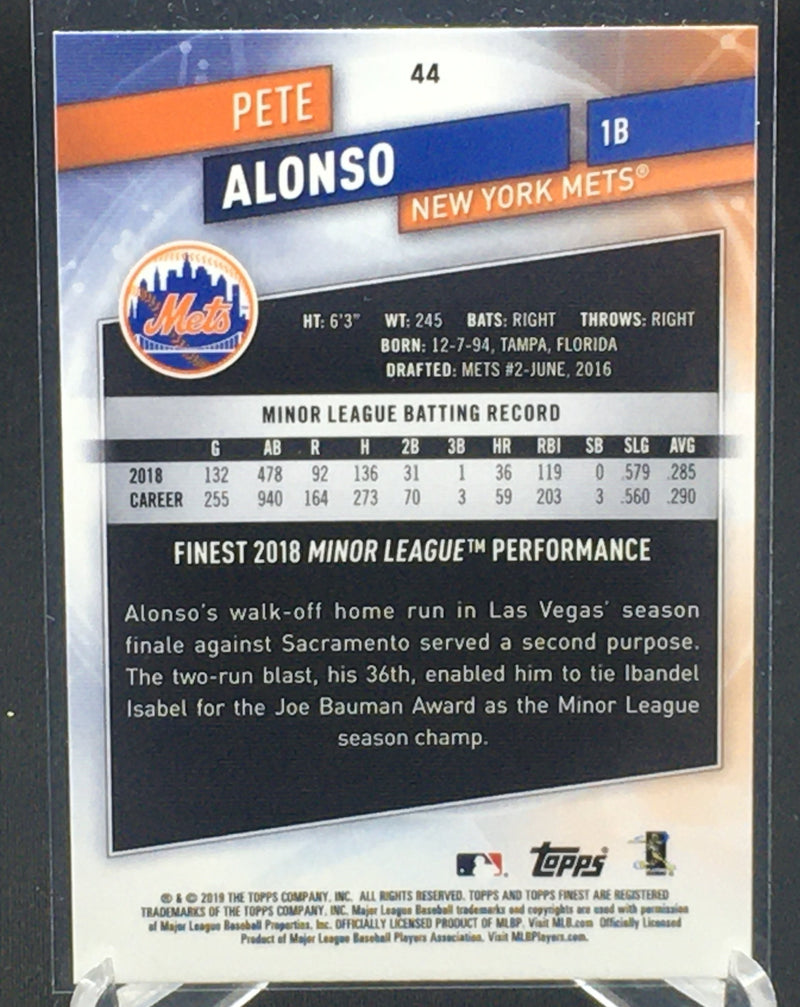 44
PETE
ALONSO
1B
NEW YORK METS®
Mets
HT: 6'3" WT: 245 BATS: RIGHT THROWS: RIGHT
BORN: 12-7-94, TAMPA, FLORIDA
DRAFTED: METS #2-JUNE, 2016
MINOR LEAGUE BATTING RECORD
G AB R H 2B 3B HR RBI SB SLG AVG
2018 132 478 92 136 31 1 36 119 0 .579 .285
CAREER 255 940 164 273 70 3 59 203 3 .560 .290
FINEST 2018 MINOR LEAGUE™ PERFORMANCE
Alonso's walk-off home run in Las Vegas' season
finale against Sacramento served a second purpose.
The two-run blast, his 36th, enabled him to tie Ibandel
Isabel for the Joe Bauman Award as the Minor League
season champ.
Topps
® & © 2019 THE TOPPS COMPANY, INC. ALL RIGHTS RESERVED. TOPPS AND TOPPS FINEST ARE REGISTERED
TRADEMARKS OF THE TOPPS COMPANY, INC. Major League Baseball trademarks and copyrights are used with permission
of Major League Baseball Properties, Inc. OFFICIALLY LICENSED PRODUCT OF MLBP. Visit MLB.com Officially Licensed
Product of Major League Baseball Players Association. Visit MLBPlayers.com.